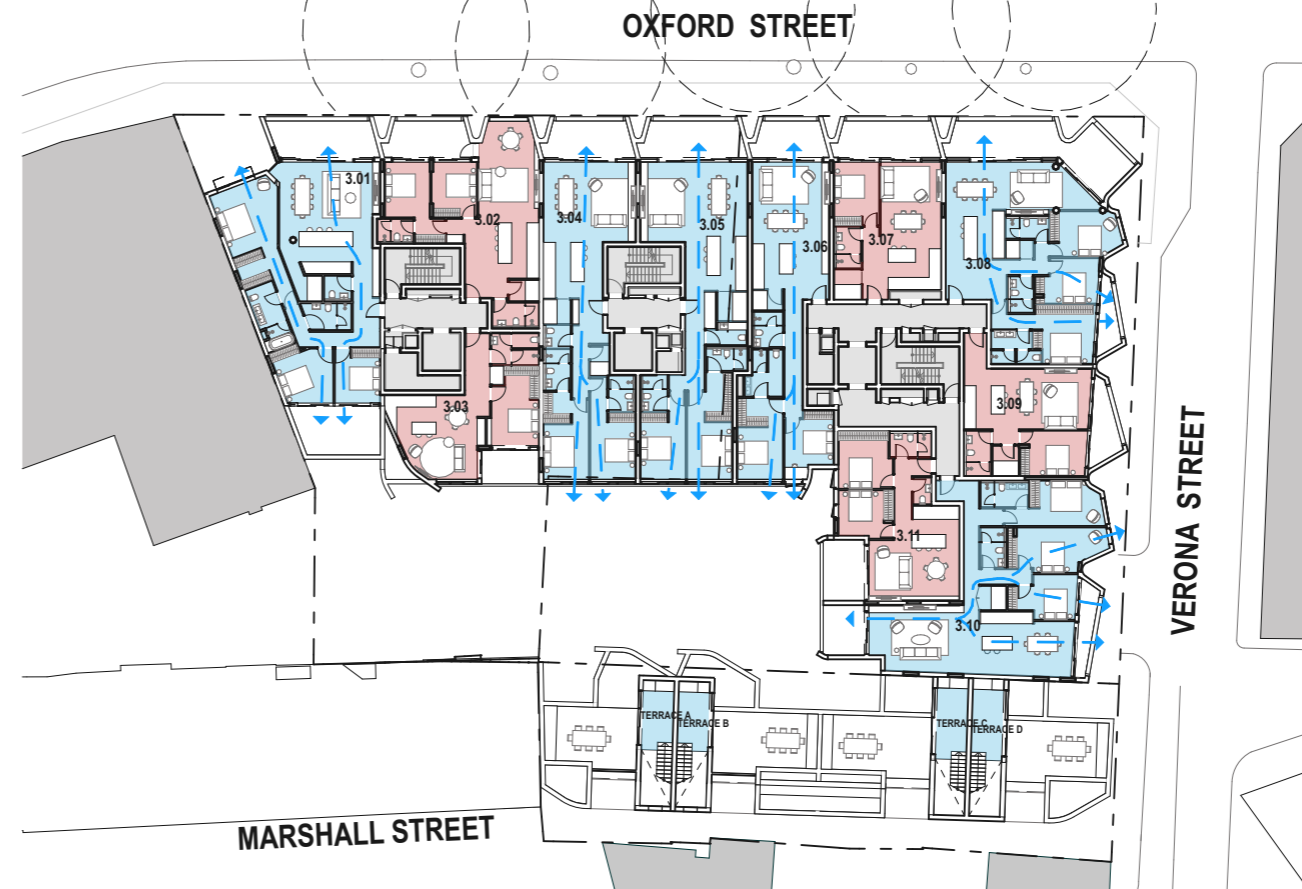 OXFORD STREET
3.01
3.02
3.04
3.05
3.06
3.07
3.08
3.03
3.09
3.11
3.10
VERONA STREET
TERRACE A
TERRACE B
TERRACE C
TERRACE D
MARSHALL STREET